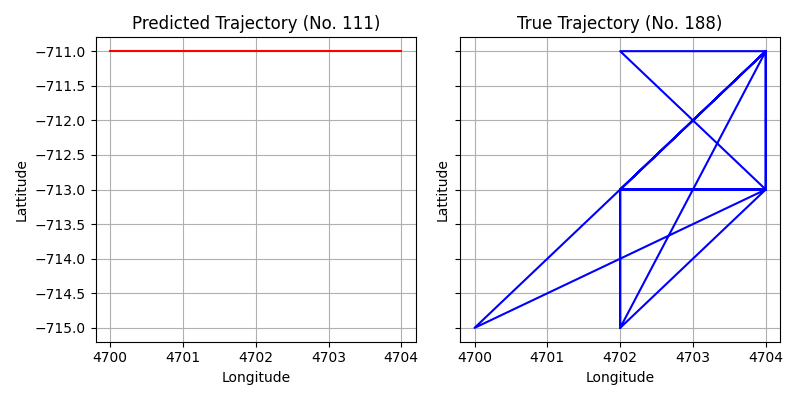 Predicted Trajectory (No. 111)
−711.0
−711.5
−712.0
−712.5
−713.0
−713.5
−714.0
−714.5
−715.0
Lattitude
4700 4701 4702 4703 4704
Longitude
True Trajectory (No. 188)
Lattitude
4700 4701 4702 4703 4704
Longitude